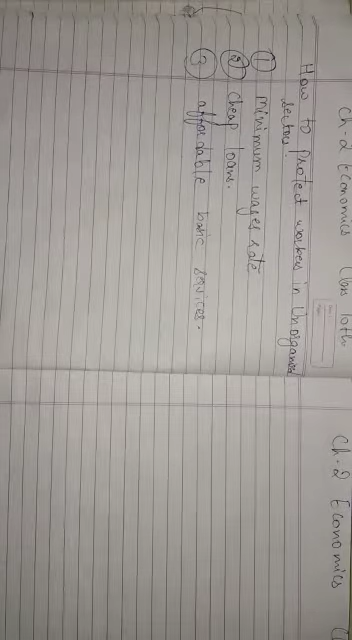 Ch-2 Economics Class 10th
How to Protect workers in Unorganised
Sector
① Minimum wages rate
② Cheap loans.
③ affordable basic services.
Ch-2 Economics